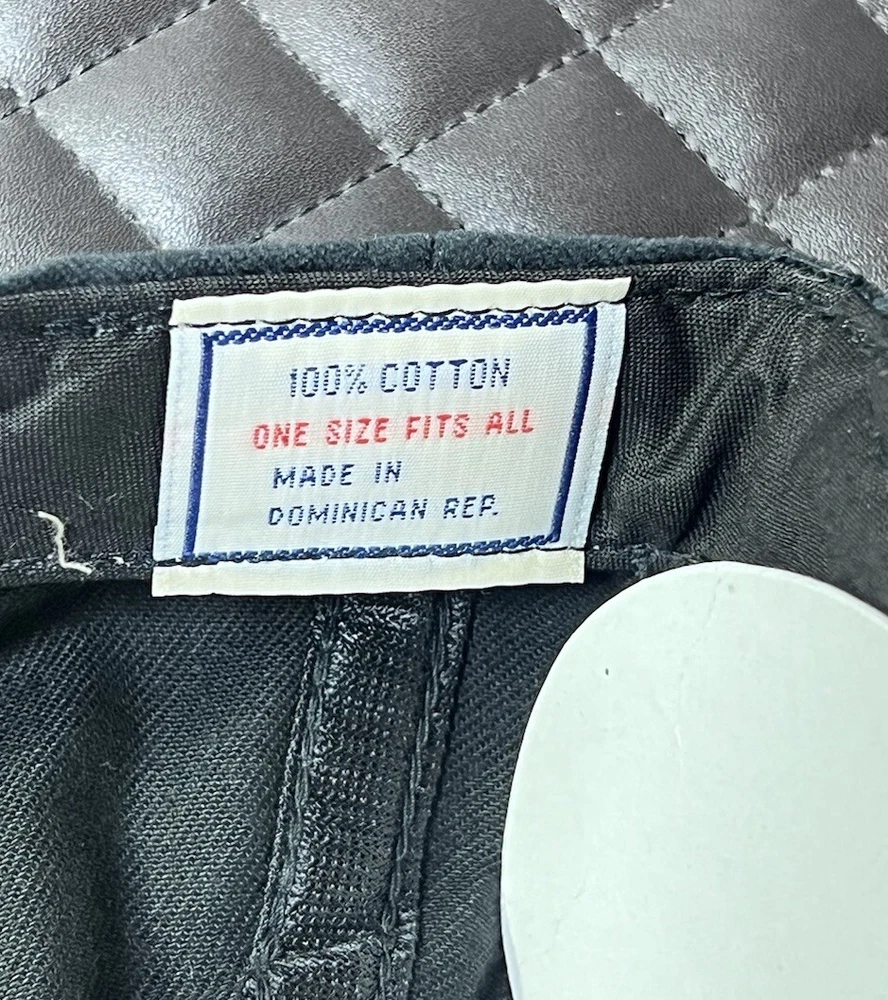 100% COTTON
ONE SIZE FITS ALL
MADE IN
DOMINICAN REP.